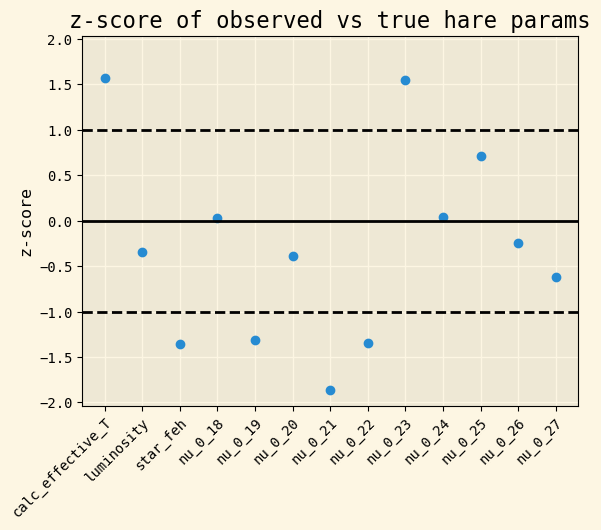 z-score of observed vs true hare params
z-score
2.0
1.5
1.0
0.5
0.0
−0.5
−1.0
−1.5
−2.0
calc_effective_T
luminosity
star_feh
nu_0_18
nu_0_19
nu_0_20
nu_0_21
nu_0_22
nu_0_23
nu_0_24
nu_0_25
nu_0_26
nu_0_27